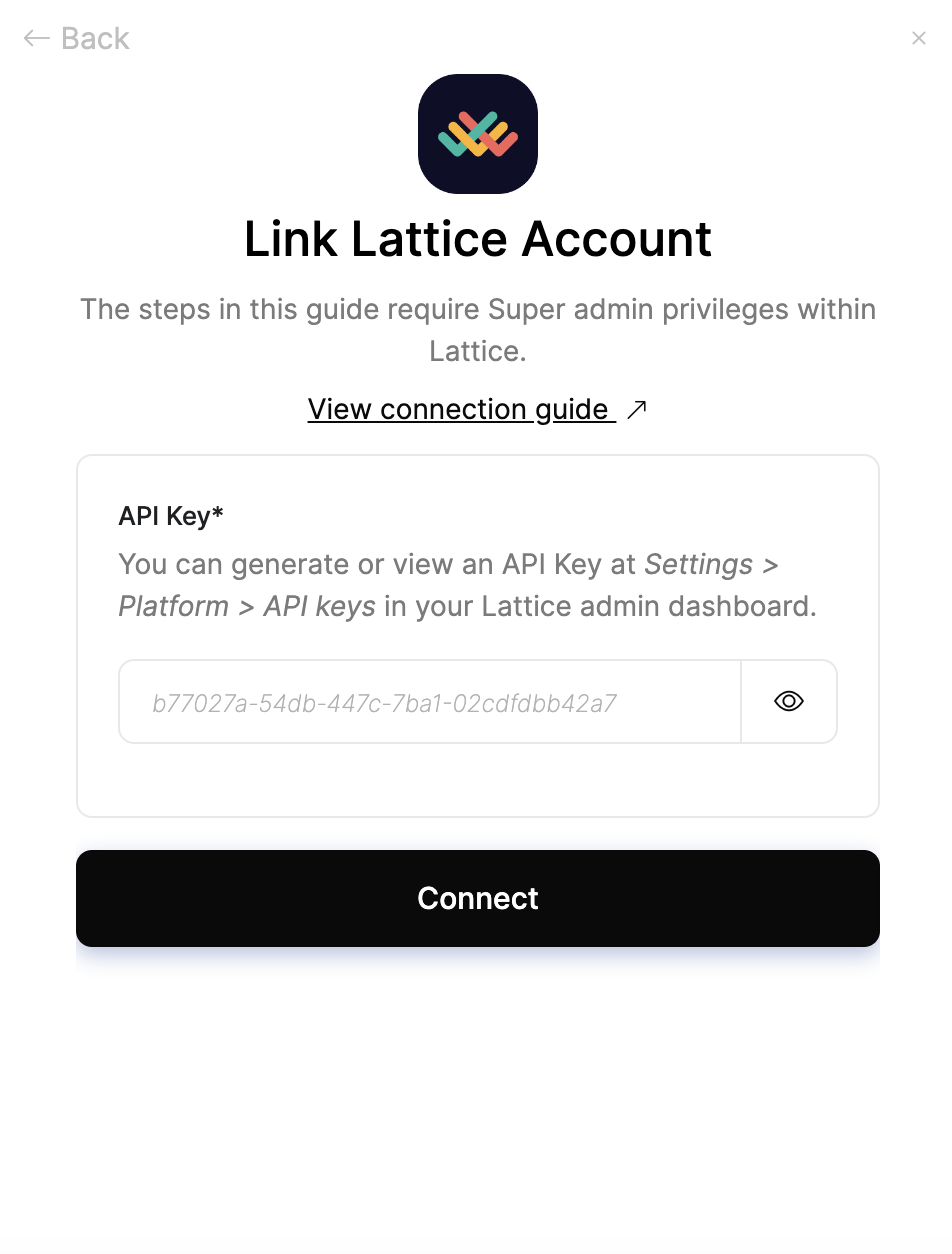 Back
Link Lattice Account
The steps in this guide require Super admin privileges within
Lattice.
View connection guide
API Key*
You can generate or view an API Key at Settings >
Platform > API keys in your Lattice admin dashboard.
b77027a-54db-447c-7ba1-02cdfdbb42a7
Connect